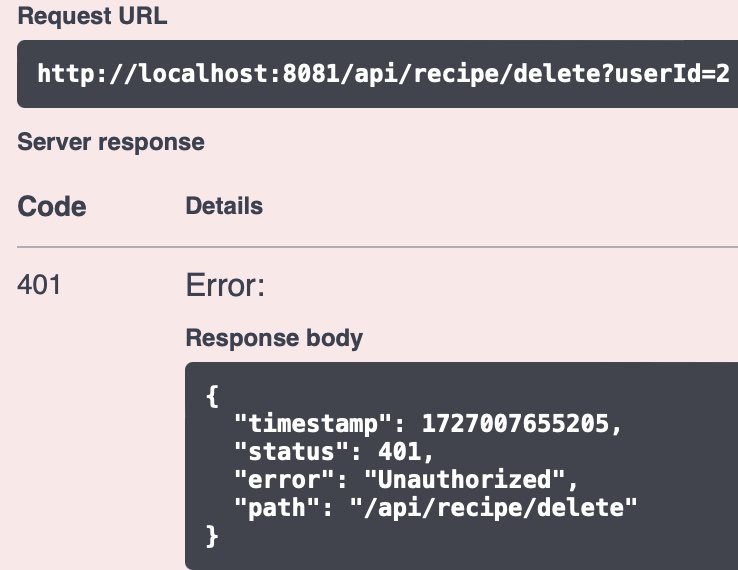 Request URL
http://localhost:8081/api/recipe/delete?userId=2
Server response
Code Details
401 Error:
Response body
{
  "timestamp": 1727007655205,
  "status": 401,
  "error": "Unauthorized",
  "path": "/api/recipe/delete"
}